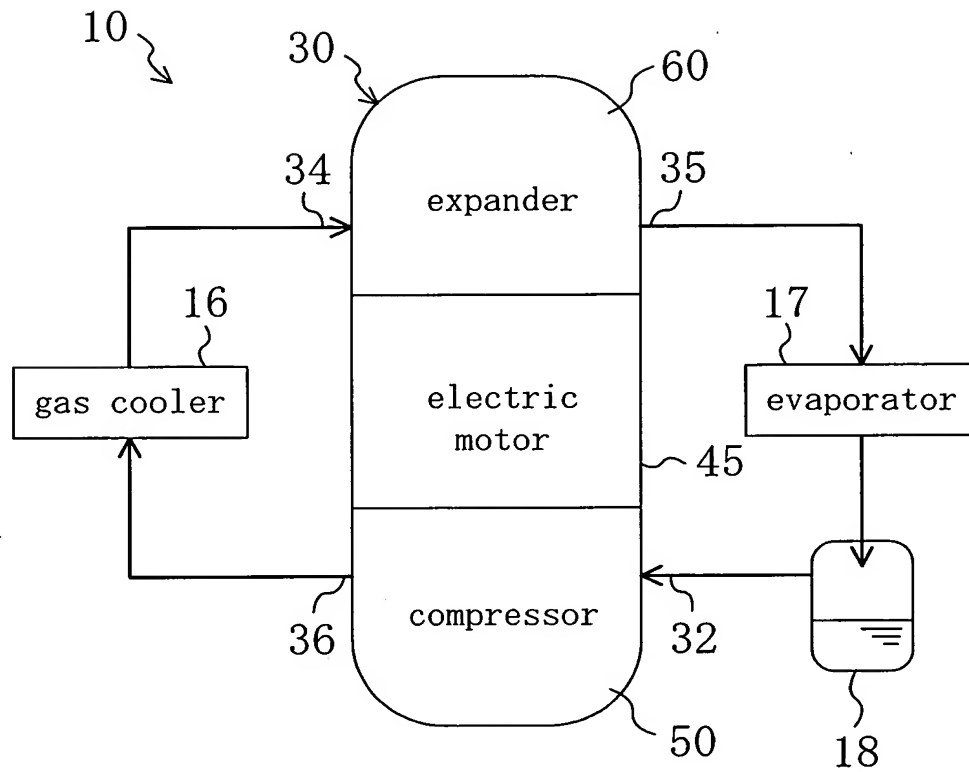 10
30
60
34
expander
35
16
17
gas cooler
electric
motor
evaporator
45
36
compressor
32
50
18